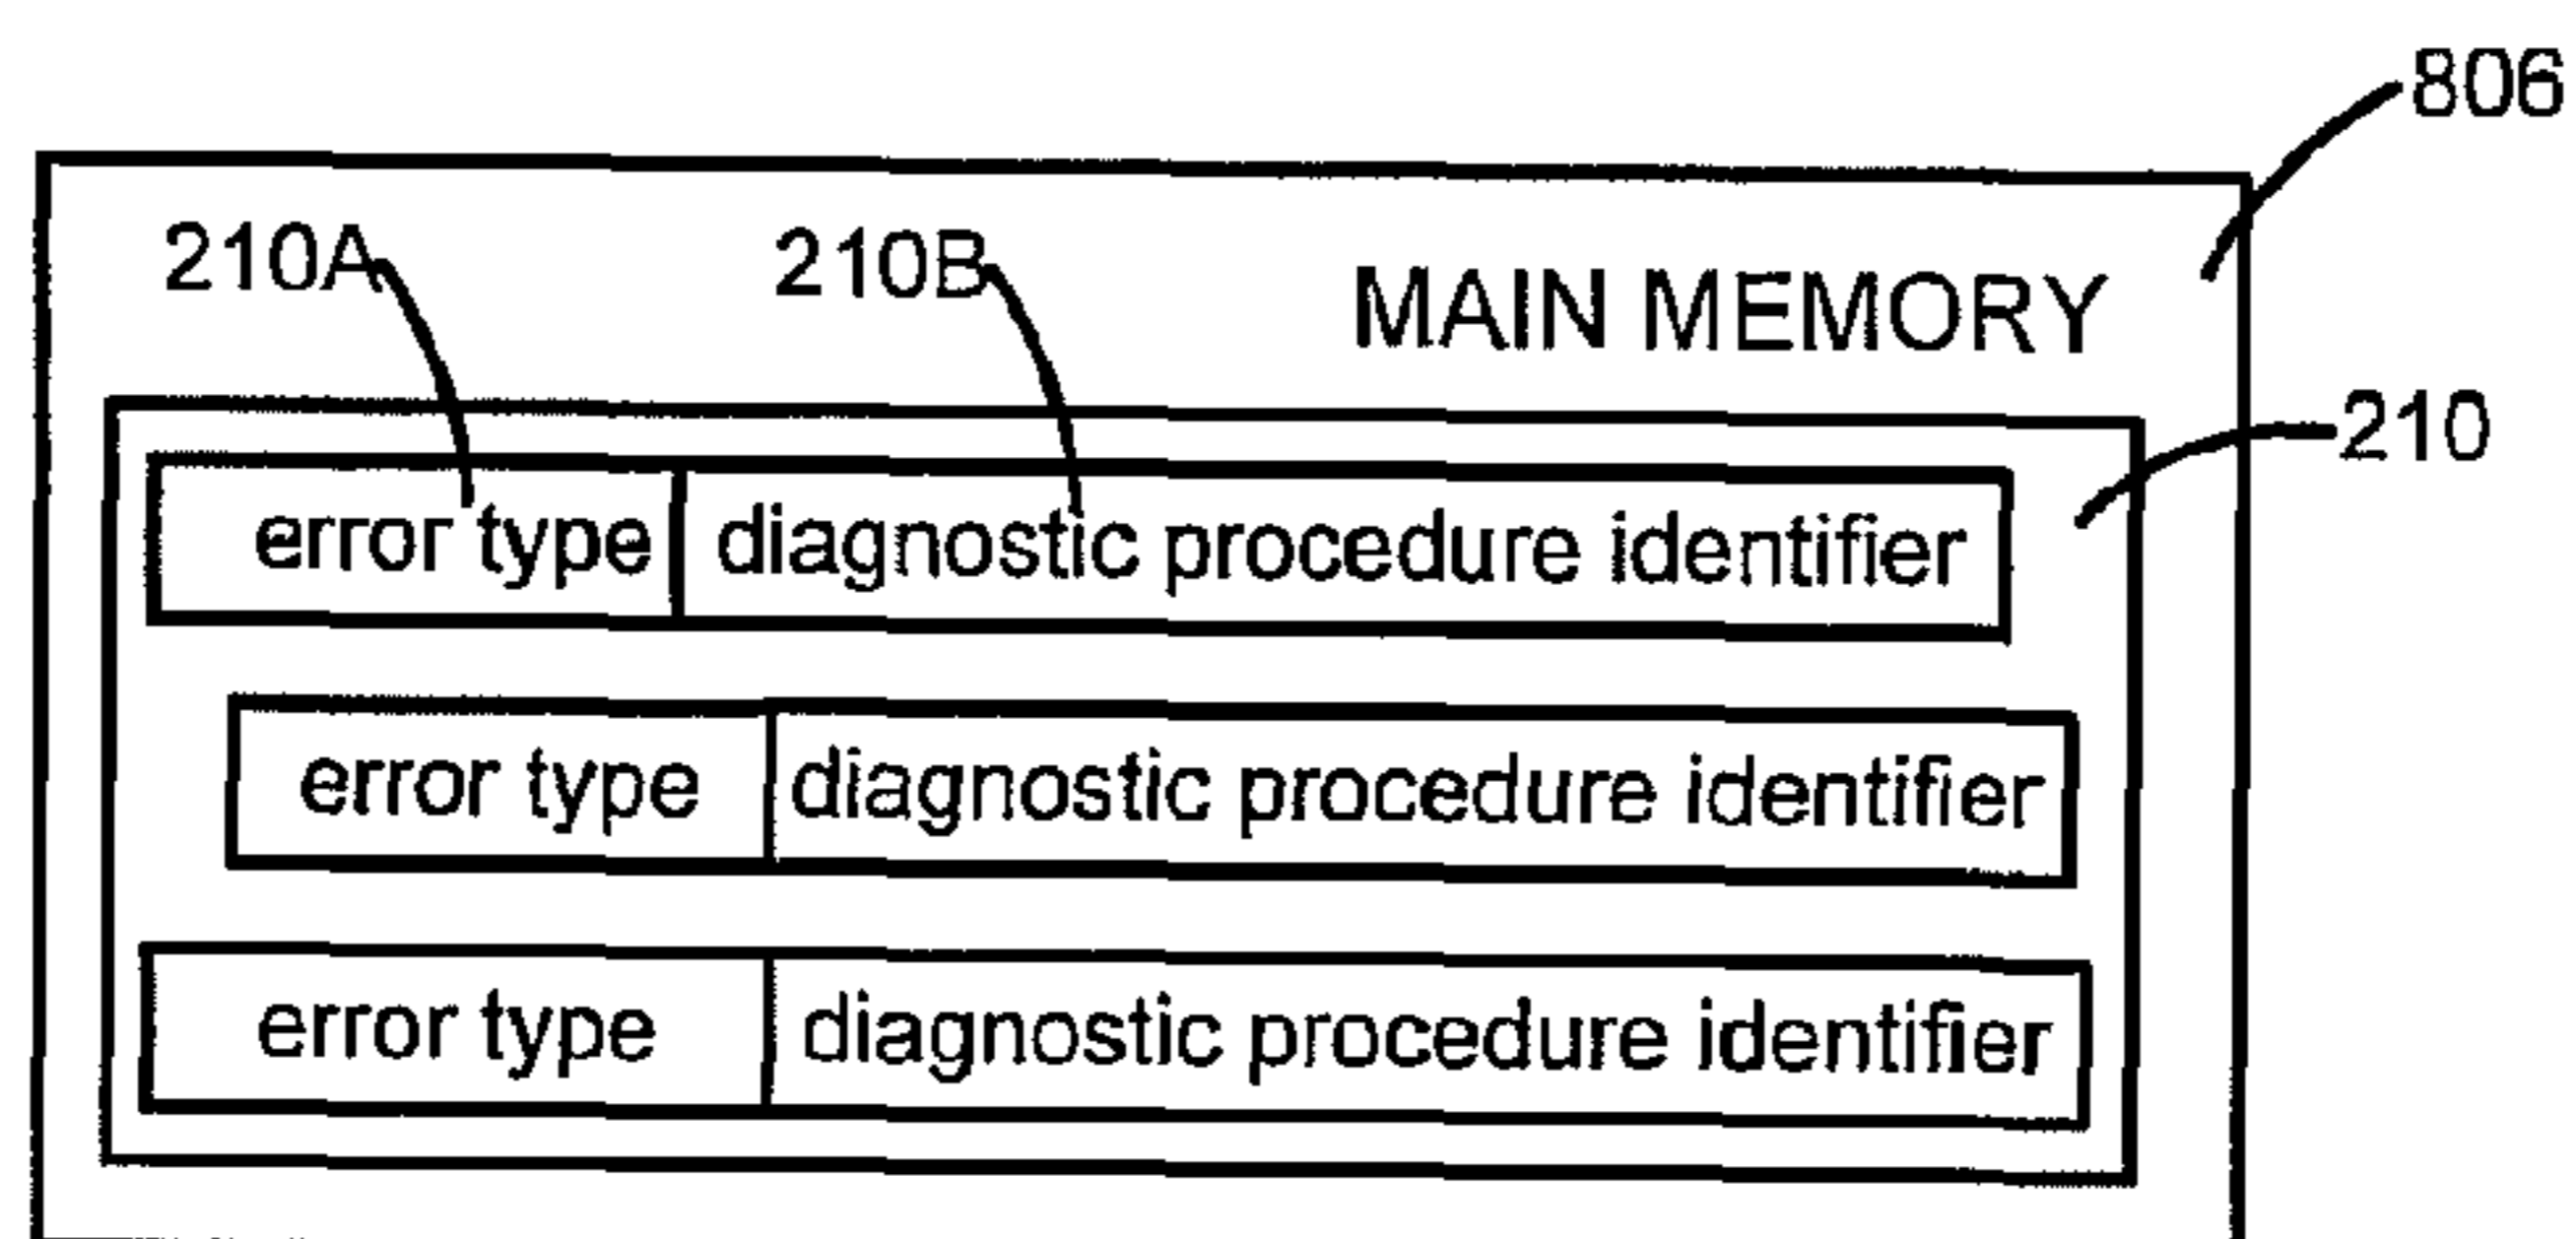 806
210A 210B
MAIN MEMORY
210
error type diagnostic procedure identifier
error type diagnostic procedure identifier
error type diagnostic procedure identifier